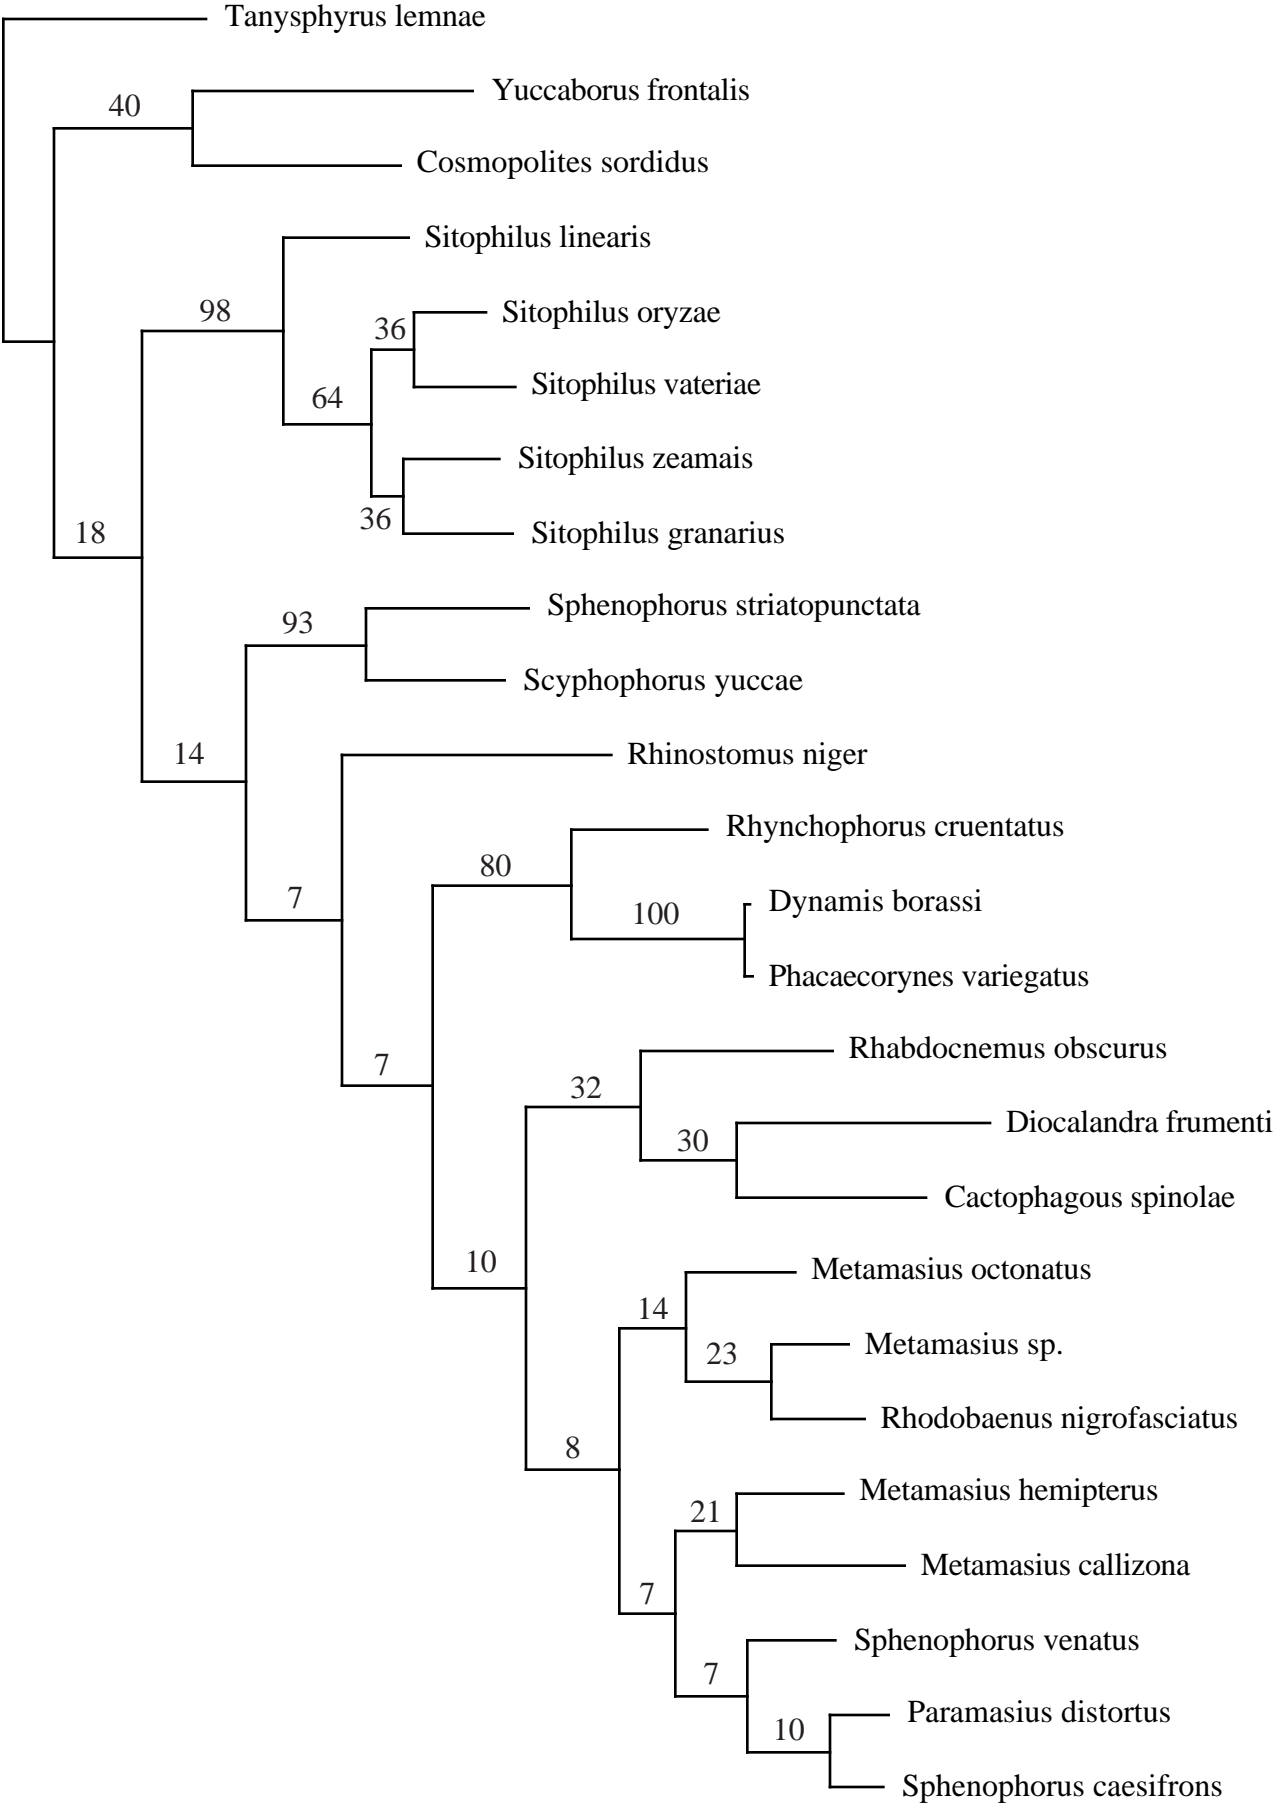 Tanysphyrus lemnae
Yuccaborus frontalis
40
Cosmopolites sordidus
Sitophilus linearis
98
Sitophilus oryzae
36
Sitophilus vateriae
64
Sitophilus zeamais
36
Sitophilus granarius
18
Sphenophorus striatopunctata
93
Scyphophorus yuccae
14
Rhinostomus niger
Rhynchophorus cruentatus
80
7
Dynamis borassi
100
Phacaecorynes variegatus
Rhabdocnemus obscurus
7
32
Diocalandra frumenti
30
Cactophagous spinolae
10
Metamasius octonatus
14
Metamasius sp.
23
Rhodobaenus nigrofasciatus
8
Metamasius hemipterus
21
Metamasius callizona
7
Sphenophorus venatus
7
Paramasius distortus
10
Sphenophorus caesifrons